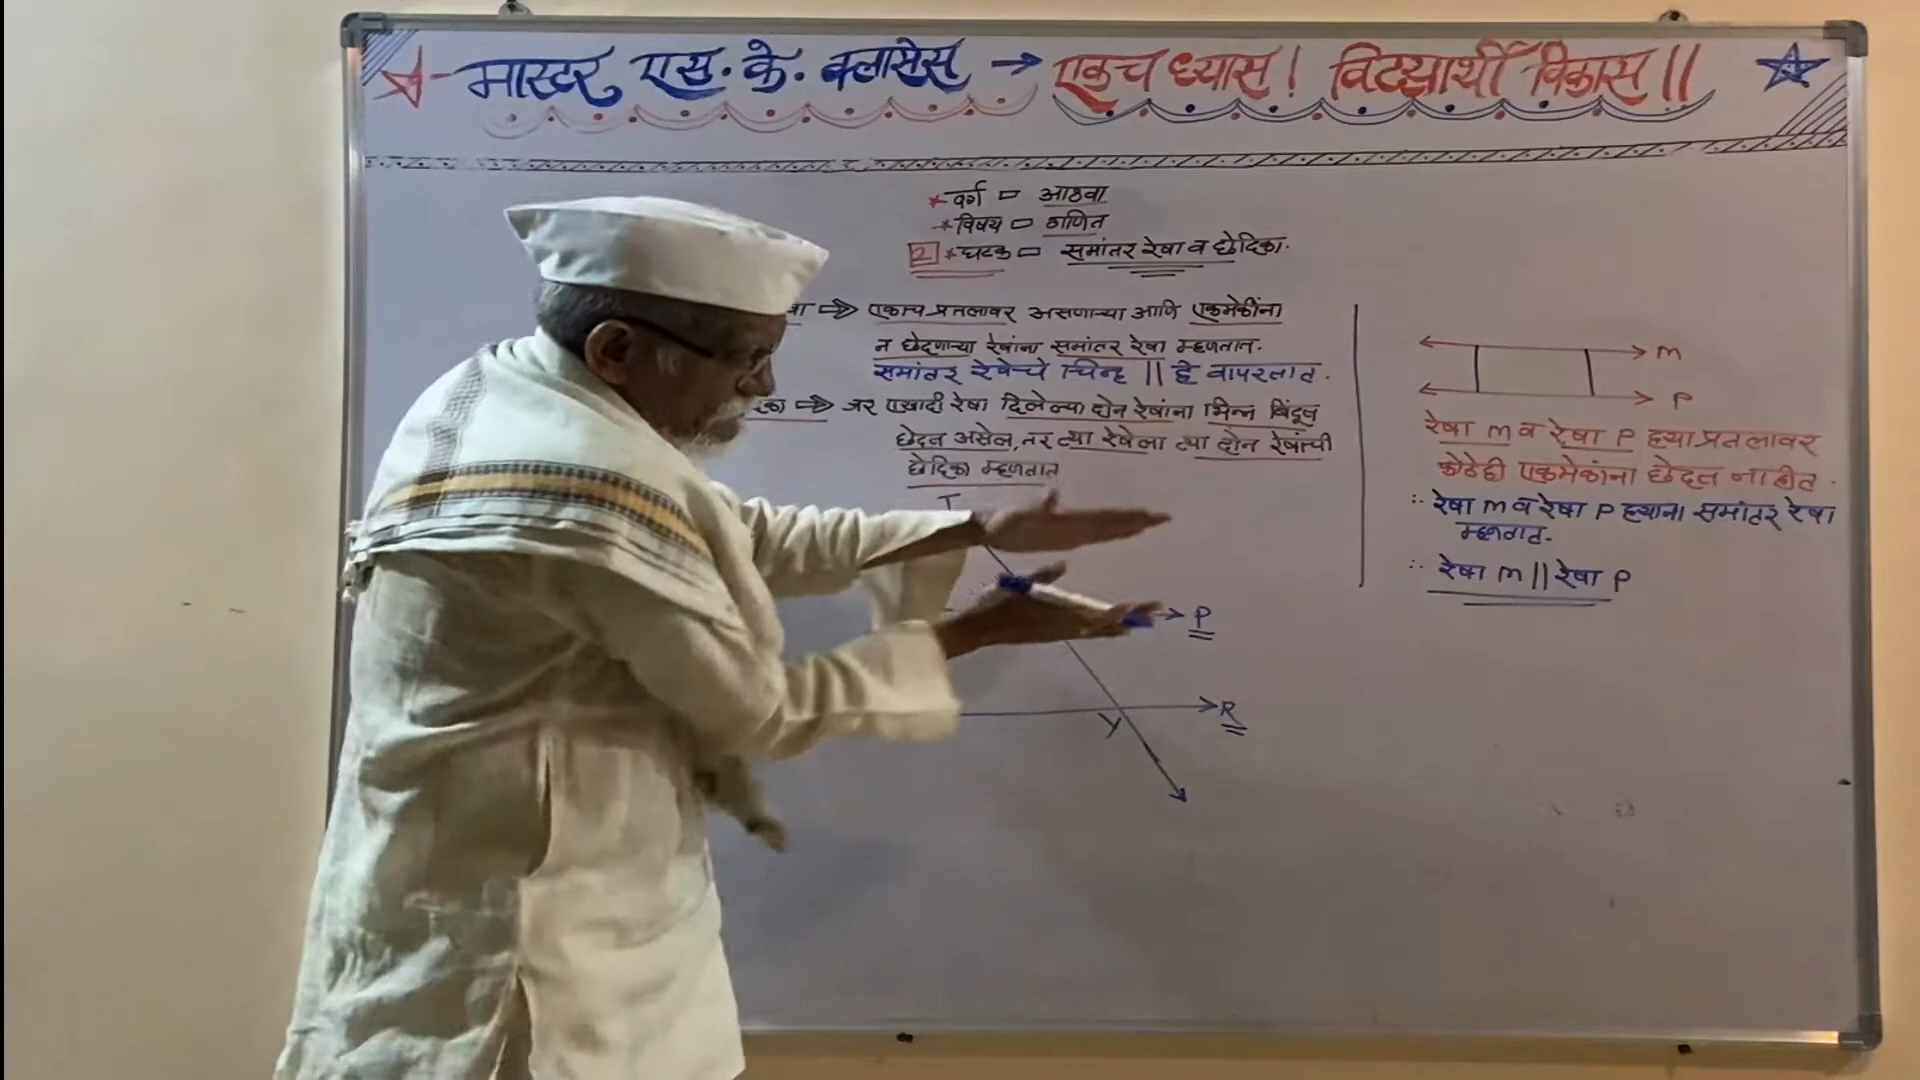 मास्टर एस. के. क्लासेस → एकच ध्यास! विद्यार्थी विकास ||
* वर्ग ▭ आठवा
* विषय ▭ गणित
2 * घटक ▭ समांतर रेषा व छेदिका.
षा ⇒ एकाच प्रतलावर असणाऱ्या आणि एकमेकींना
न छेदणाऱ्या रेषांना समांतर रेषा म्हणतात.
समांतर रेषेचे चिन्ह || हे वापरतात.
िका ⇒ जर एखादी रेषा दिलेल्या दोन रेषांना भिन्न बिंदूत
छेदत असेल, तर त्या रेषेला त्या दोन रेषांची
छेदिका म्हणतात
T
P
R
Y
m
P
रेषा m व रेषा P ह्या प्रतलावर
कोठेही एकमेकांना छेदत नाहीत.
∴ रेषा m व रेषा P ह्यांना समांतर रेषा
म्हणतात.
∴ रेषा m || रेषा P